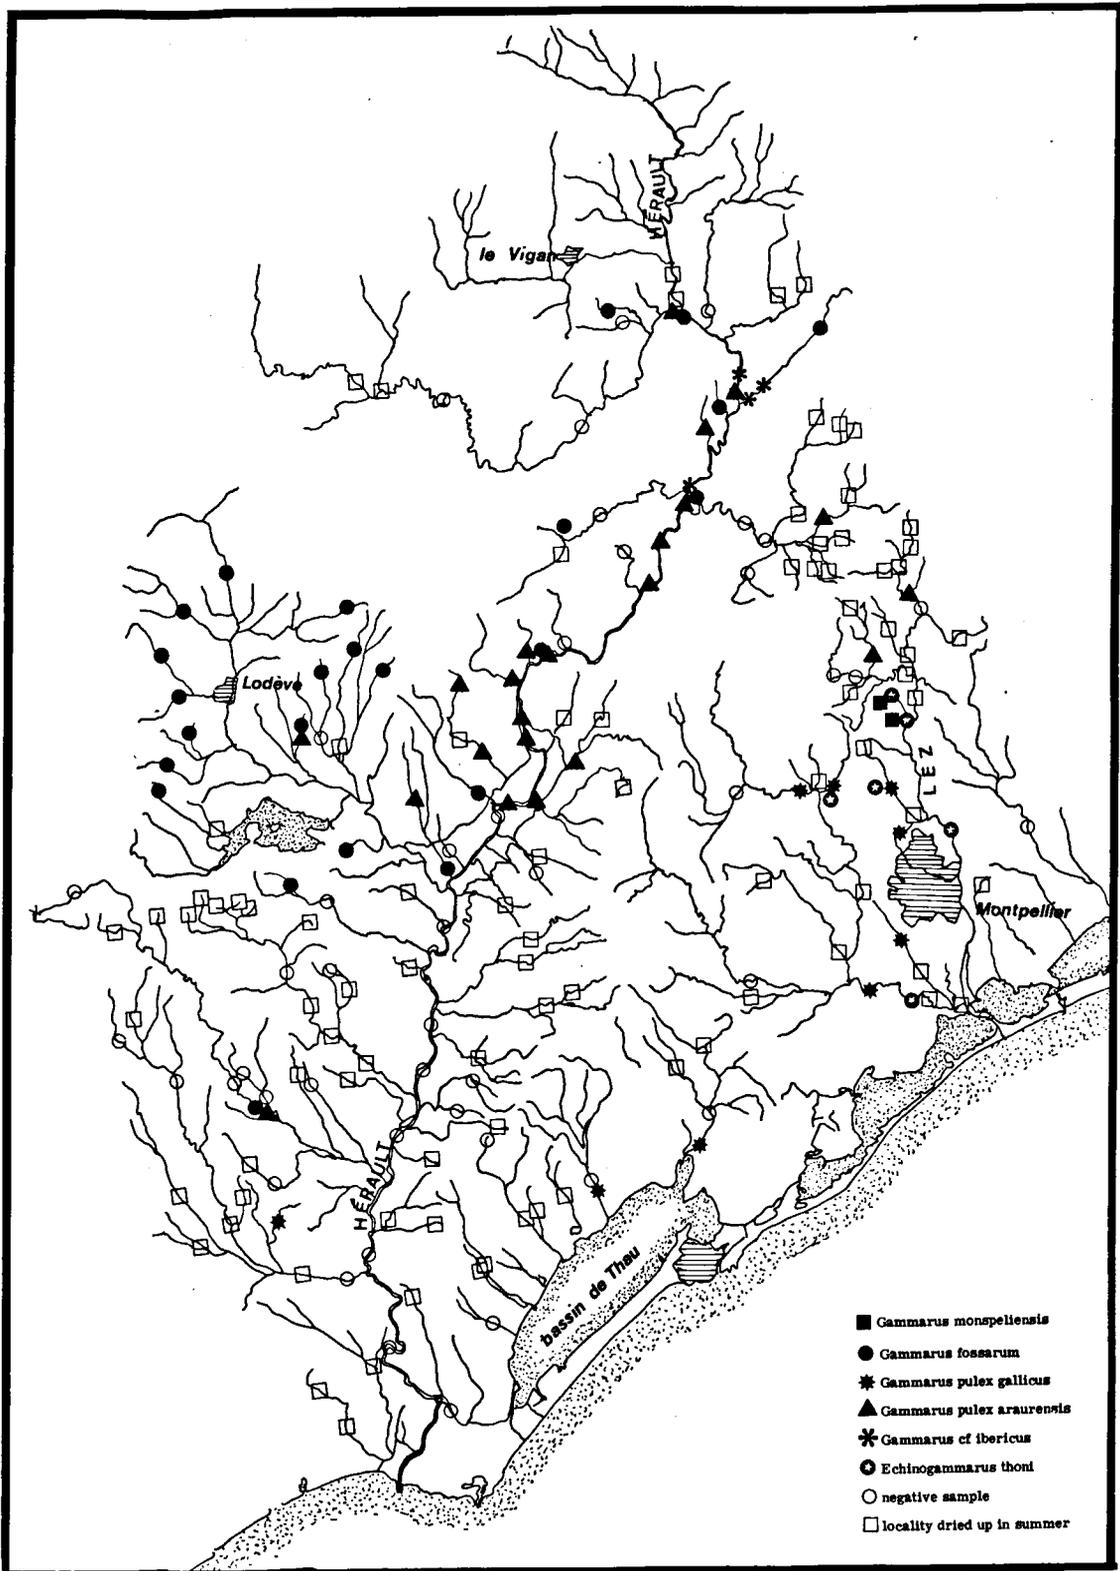 HÉRAULT
le Vigan
Lodève
LEZ
Montpellier
HÉRAULT
bassin de Thau
Gammarus monspeliensis
Gammarus fossarum
Gammarus pulex gallicus
Gammarus pulex araurensis
Gammarus cf ibericus
Echinogammarus thoni
negative sample
locality dried up in summer